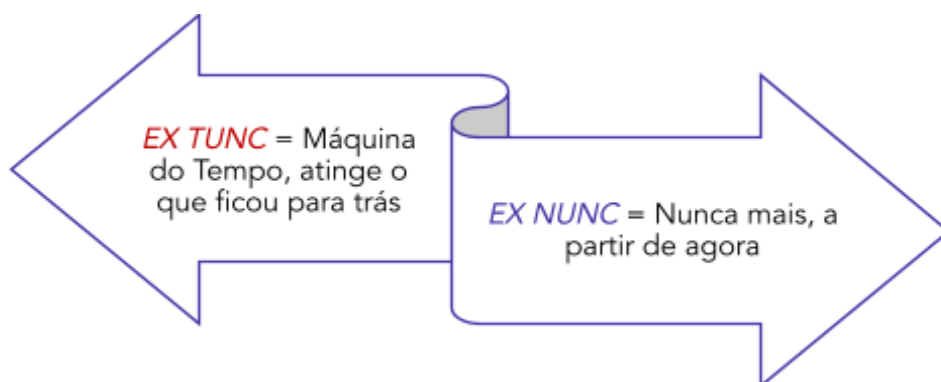 EX TUNC = Máquina
do Tempo, atinge o
que ficou para trás
EX NUNC = Nunca mais, a
partir de agora